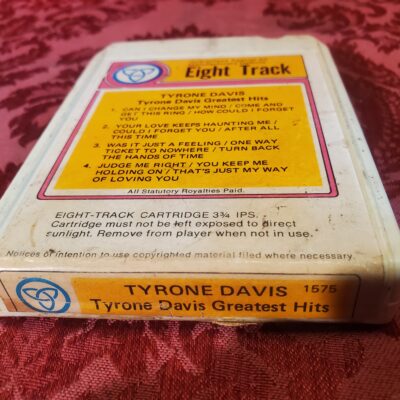 Eight Track
TYRONE DAVIS
Tyrone Davis Greatest Hits
1. CAN I CHANGE MY MIND / COME AND
GET THIS RING / HOW COULD I FORGET
YOU
2. YOUR LOVE KEEPS HAUNTING ME /
COULD I FORGET YOU / AFTER ALL
THIS TIME
3. WAS IT JUST A FEELING / ONE WAY
TICKET TO NOWHERE / TURN BACK
THE HANDS OF TIME
4. JUDGE ME RIGHT / YOU KEEP ME
HOLDING ON / THAT'S JUST MY WAY
OF LOVING YOU
All Statutory Royalties Paid.
EIGHT-TRACK CARTRIDGE 3¾ IPS.
Cartridge must not be left exposed to direct
sunlight. Remove from player when not in use.
Notices of intention to use copyrighted material filed where necessary.
TYRONE DAVIS 1575
Tyrone Davis Greatest Hits